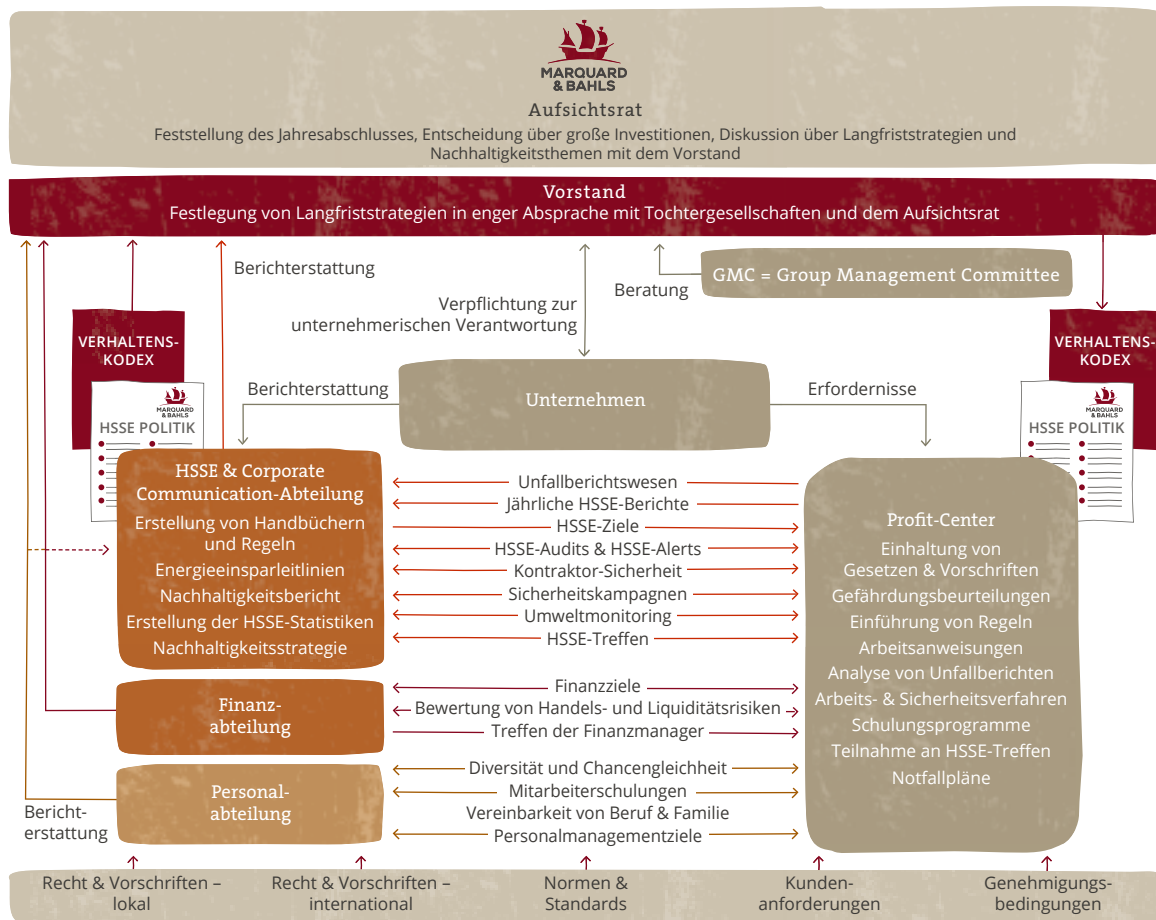 MARQUARD
& BAHLS
Aufsichtsrat
Feststellung des Jahresabschlusses, Entscheidung über große Investitionen, Diskussion über Langfriststrategien und
Nachhaltigkeitsthemen mit dem Vorstand
Vorstand
Festlegung von Langfriststrategien in enger Absprache mit Tochtergesellschaften und dem Aufsichtsrat
Berichterstattung
Beratung
GMC = Group Management Committee
Verpflichtung zur
unternehmerischen Verantwortung
VERHALTENS-
KODEX
MARQUARD
& BAHLS
HSSE POLITIK
VERHALTENS-
KODEX
MARQUARD
& BAHLS
HSSE POLITIK
Berichterstattung
Unternehmen
Erfordernisse
HSSE & Corporate
Communication-Abteilung
Erstellung von Handbüchern
und Regeln
Energieeinsparleitlinien
Nachhaltigkeitsbericht
Erstellung der HSSE-Statistiken
Nachhaltigkeitsstrategie
Unfallberichtswesen
Jährliche HSSE-Berichte
HSSE-Ziele
HSSE-Audits & HSSE-Alerts
Kontraktor-Sicherheit
Sicherheitskampagnen
Umweltmonitoring
HSSE-Treffen
Profit-Center
Einhaltung von
Gesetzen & Vorschriften
Gefährdungsbeurteilungen
Einführung von Regeln
Arbeitsanweisungen
Analyse von Unfallberichten
Arbeits- & Sicherheitsverfahren
Schulungsprogramme
Teilnahme an HSSE-Treffen
Notfallpläne
Finanz-
abteilung
Finanzziele
Bewertung von Handels- und Liquiditätsrisiken
Treffen der Finanzmanager
Personal-
abteilung
Diversität und Chancengleichheit
Mitarbeiterschulungen
Vereinbarkeit von Beruf & Familie
Personalmanagementziele
Bericht-
erstattung
Recht & Vorschriften –
lokal
Recht & Vorschriften –
international
Normen &
Standards
Kunden-
anforderungen
Genehmigungs-
bedingungen